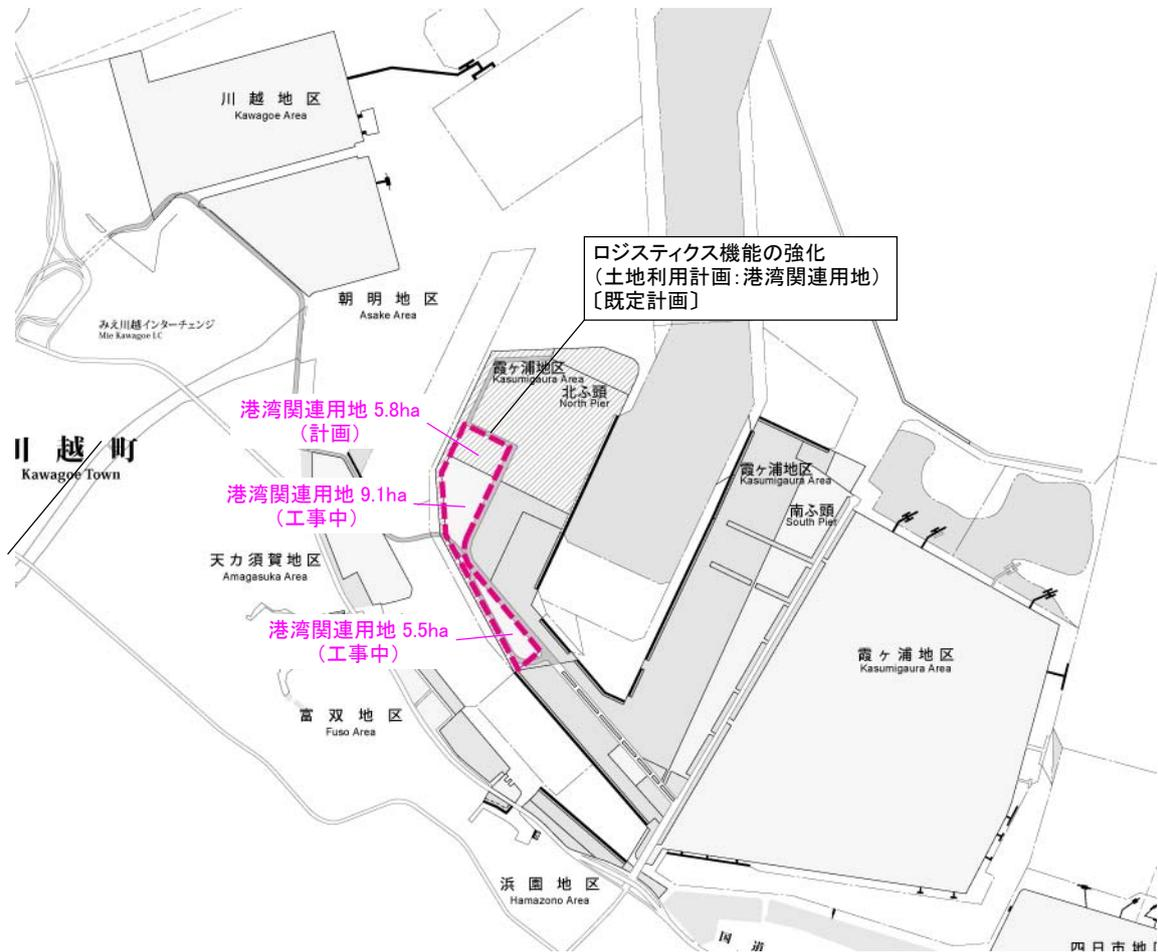 川越地区
Kawagoe Area
ロジスティクス機能の強化
（土地利用計画：港湾関連用地）
〔既定計画〕
朝明地区
Asake Area
みえ川越インターチェンジ
Mie Kawagoe I.C
霞ヶ浦地区
Kasumigaura Area
北ふ頭
North Pier
港湾関連用地 5.8ha
（計画）
川越町
Kawagoe Town
港湾関連用地 9.1ha
（工事中）
霞ヶ浦地区
Kasumigaura Area
南ふ頭
South Pier
天カ須賀地区
Amagasuka Area
港湾関連用地 5.5ha
（工事中）
霞ヶ浦地区
Kasumigaura Area
富双地区
Fuso Area
浜園地区
Hamazono Area
国道
四日市地